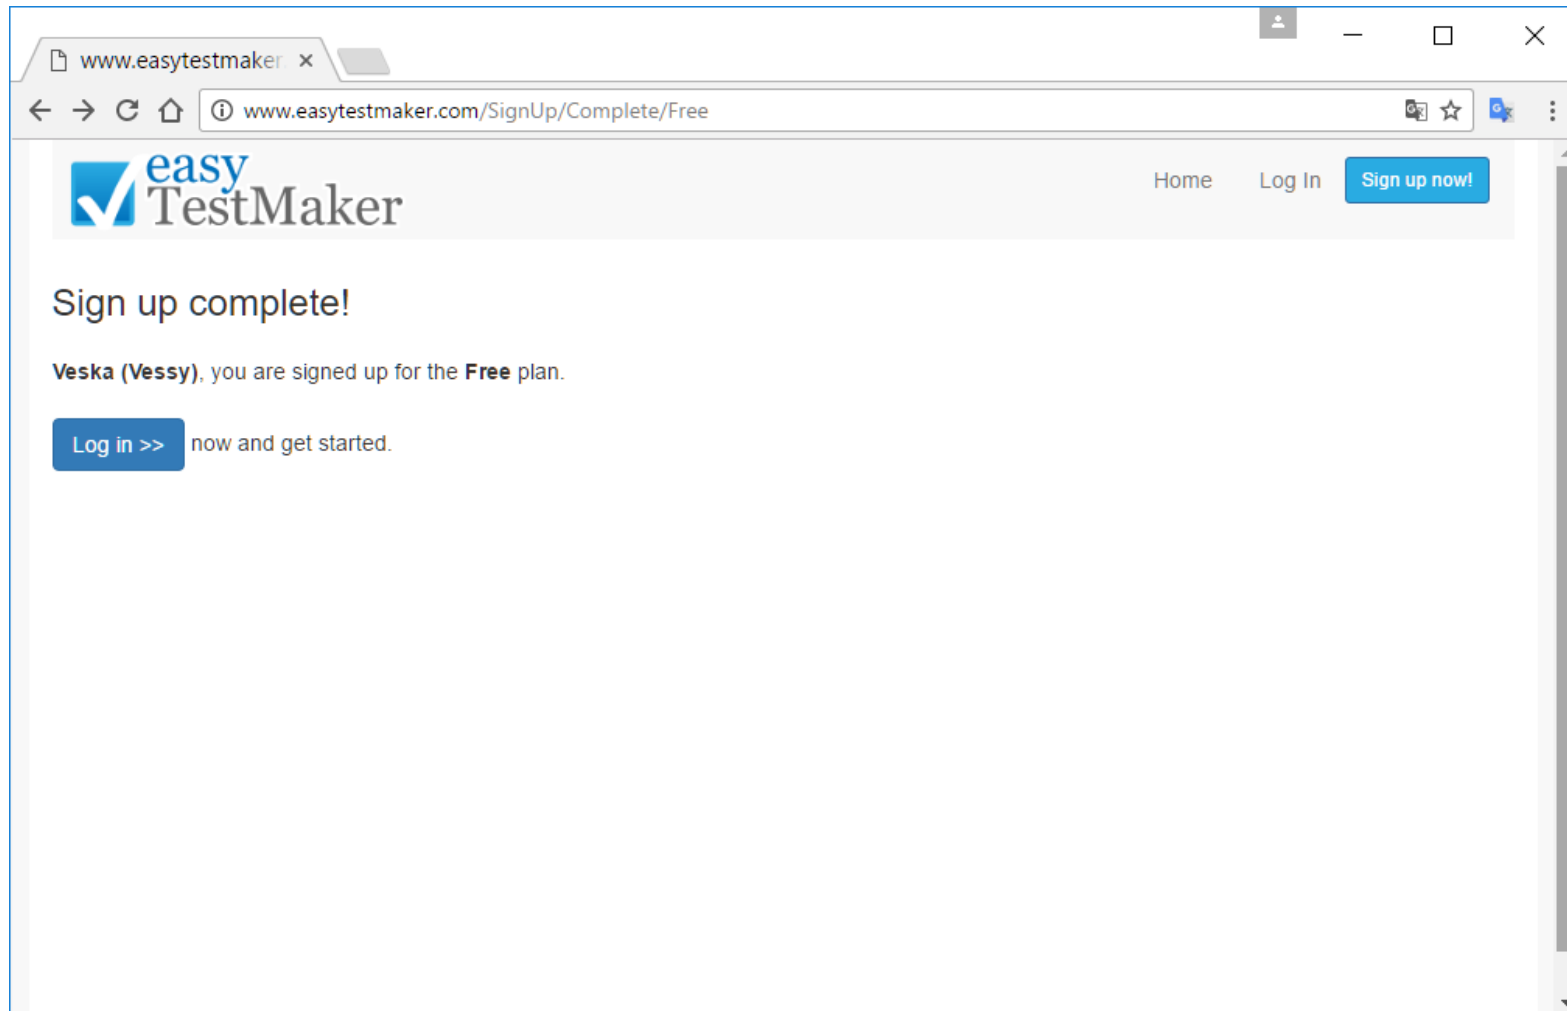 www.easytestmaker.
www.easytestmaker.com/SignUp/Complete/Free
easy
TestMaker
Home
Log In
Sign up now!
Sign up complete!
Veska (Vessy), you are signed up for the Free plan.
Log in >> now and get started.